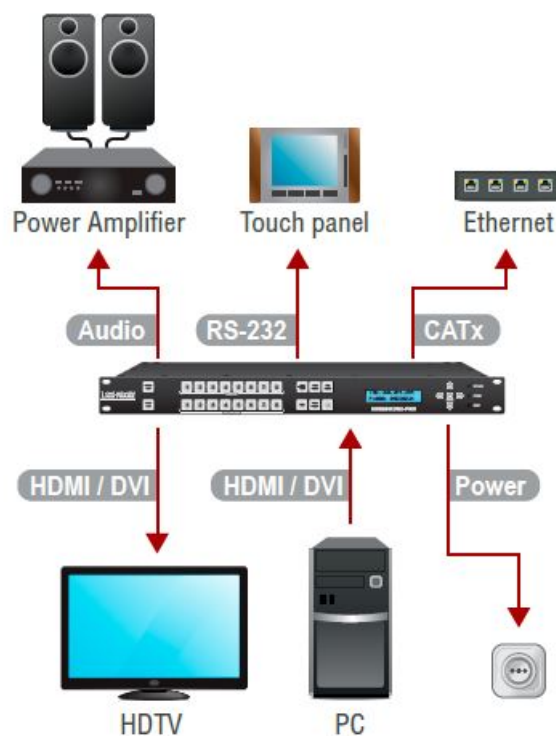 Power Amplifier
Touch panel
Ethernet
Audio
RS-232
CATx
HDMI / DVI
HDMI / DVI
Power
HDTV
PC